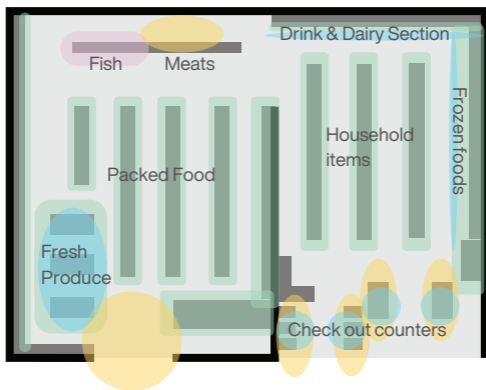 Drink & Dairy Section
Fish
Meats
Frozen foods
Household
items
Packed Food
Fresh
Produce
Check out counters